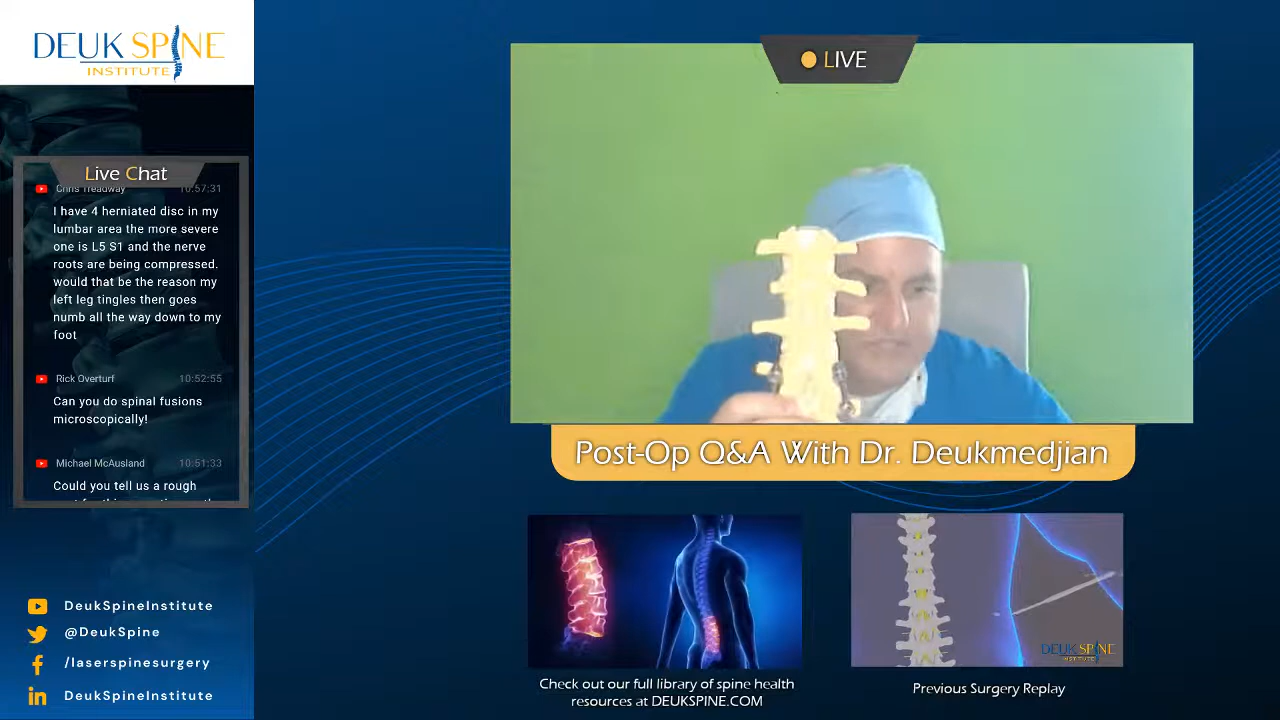 DEUK SPINE
INSTITUTE
Live Chat
Chris Treadway 10:57:31
I have 4 herniated disc in my
lumbar area the more severe
one is L5 S1 and the nerve
roots are being compressed.
would that be the reason my
left leg tingles then goes
numb all the way down to my
foot
Rick Overturf 10:52:55
Can you do spinal fusions
microscopically!
Michael McAusland 10:51:33
Could you tell us a rough
DeukSpineInstitute
@DeukSpine
/laserspinesurgery
DeukSpineInstitute
LIVE
Post-Op Q&A With Dr. Deukmedjian
Check out our full library of spine health
resources at DEUKSPINE.COM
DEUK SPINE
INSTITUTE
Previous Surgery Replay